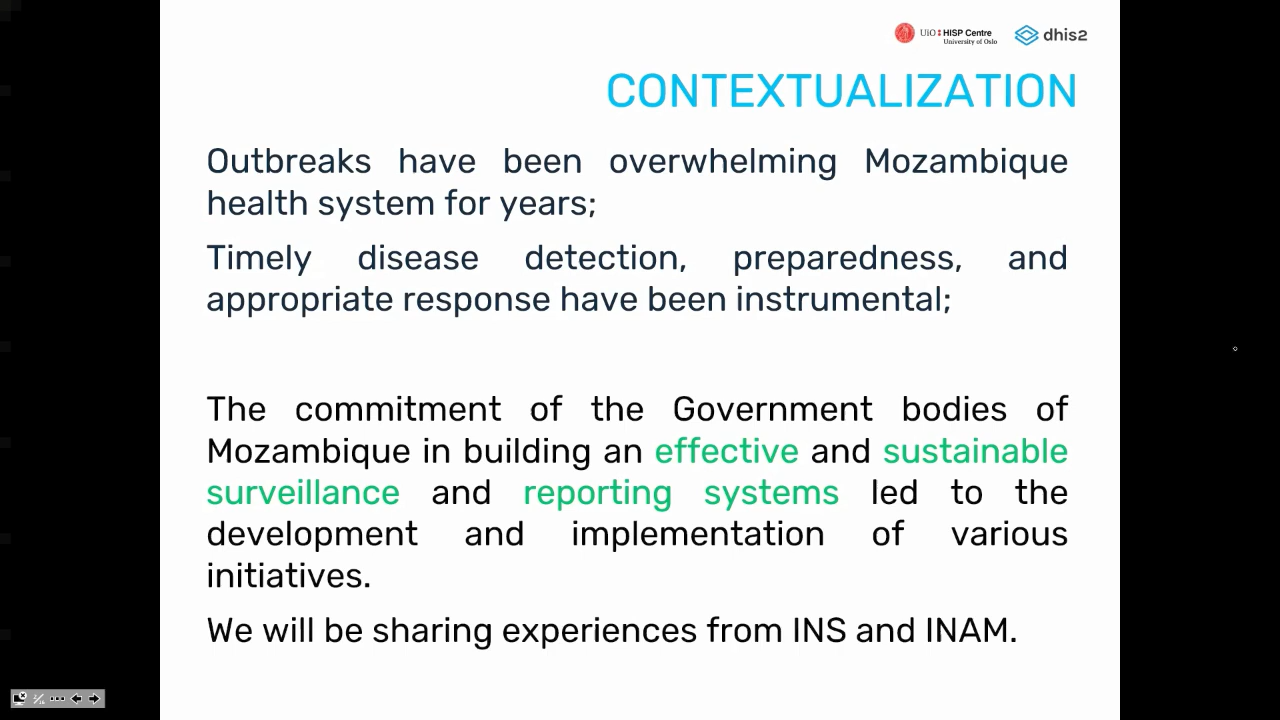 UiO HISP Centre
University of Oslo
dhis2
CONTEXTUALIZATION
Outbreaks have been overwhelming Mozambique
health system for years;
Timely disease detection, preparedness, and
appropriate response have been instrumental;
The commitment of the Government bodies of
Mozambique in building an effective and sustainable
surveillance and reporting systems led to the
development and implementation of various
initiatives.
We will be sharing experiences from INS and INAM.